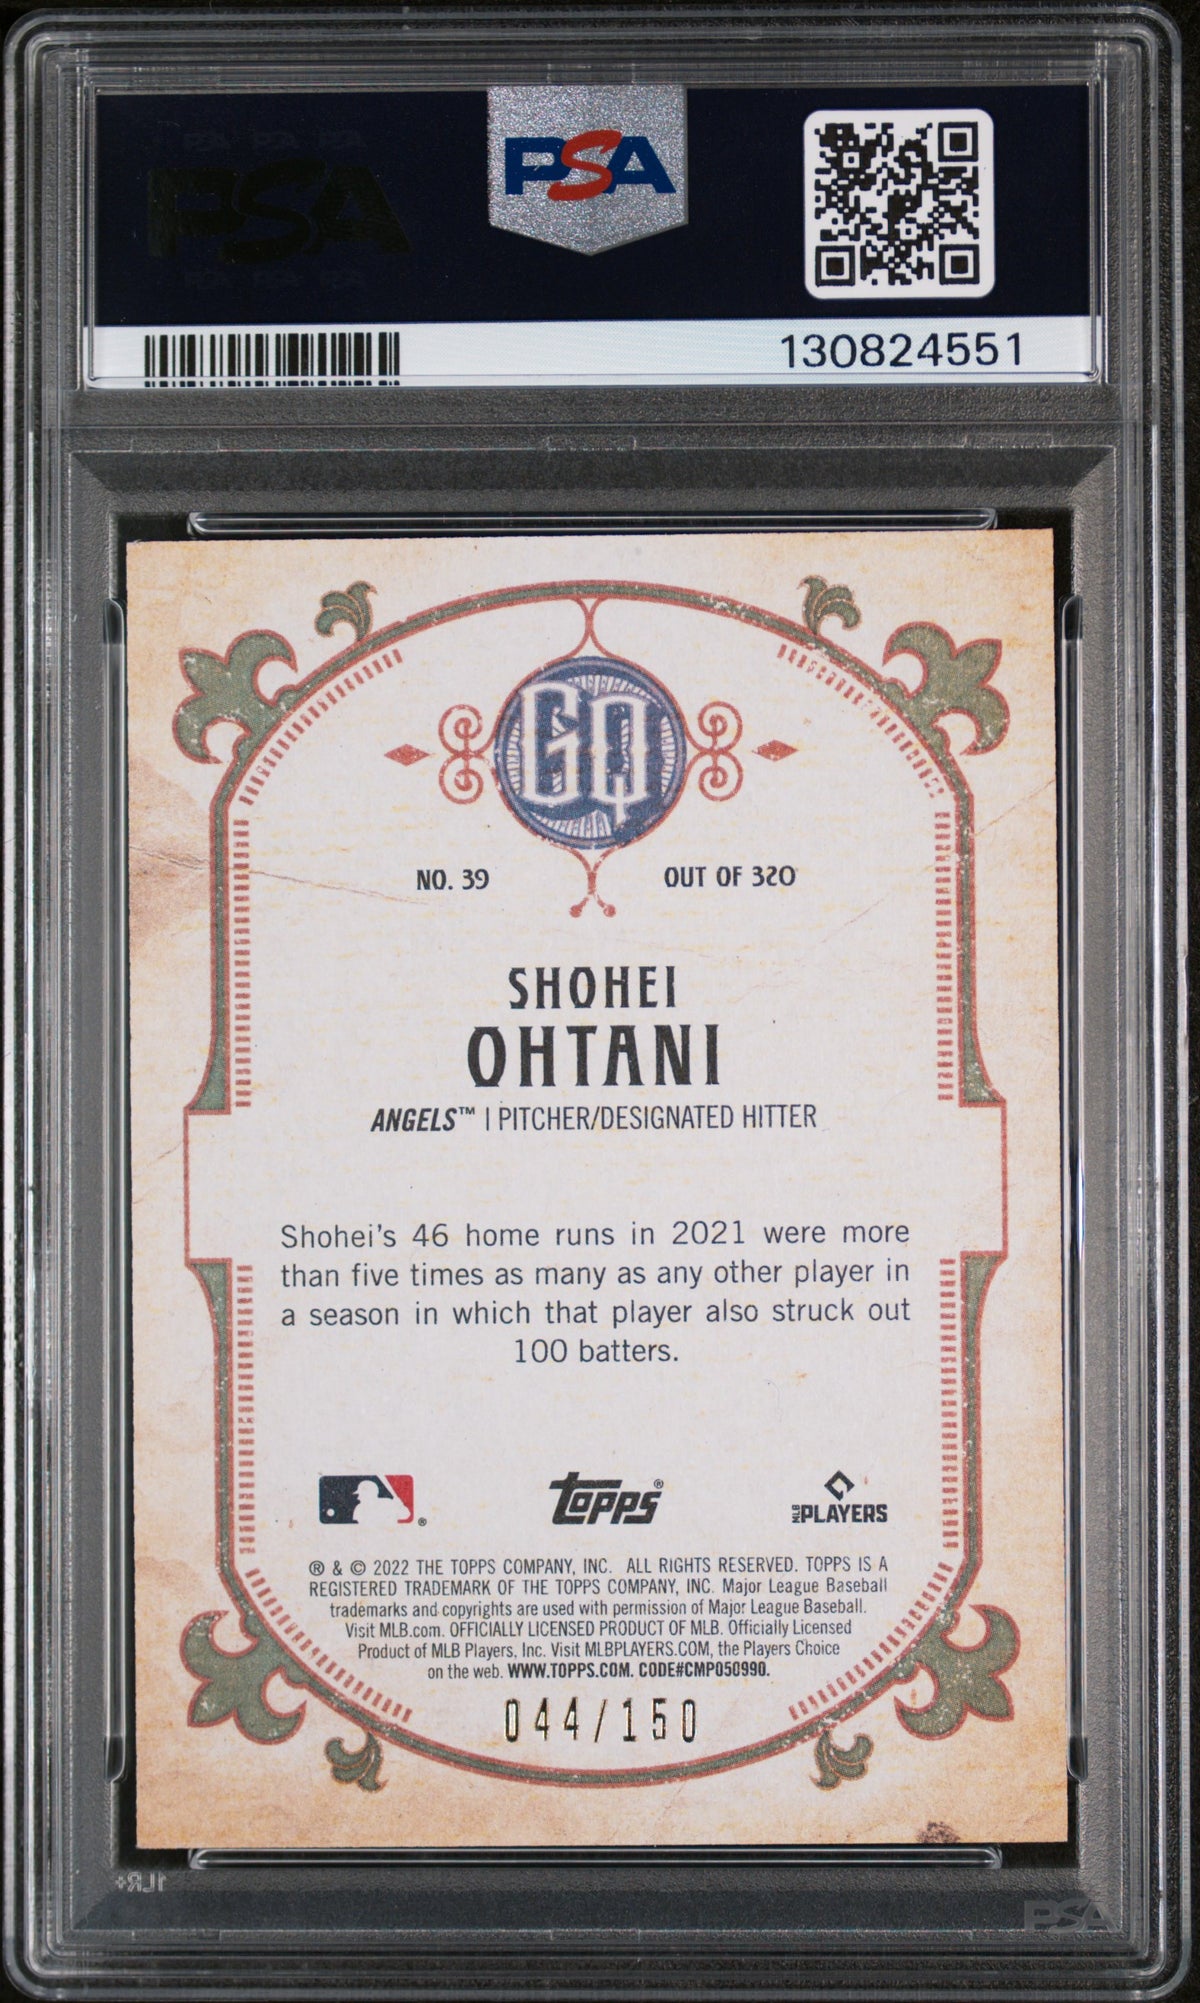 PSA
PSA
130824551
GQ
NO. 39 OUT OF 320
SHOHEI
OHTANI
ANGELS™ | PITCHER/DESIGNATED HITTER
Shohei's 46 home runs in 2021 were more
than five times as many as any other player in
a season in which that player also struck out
100 batters.
Topps®
MLB PLAYERS
® & © 2022 THE TOPPS COMPANY, INC. ALL RIGHTS RESERVED. TOPPS IS A
REGISTERED TRADEMARK OF THE TOPPS COMPANY, INC. Major League Baseball
trademarks and copyrights are used with permission of Major League Baseball.
Visit MLB.com. OFFICIALLY LICENSED PRODUCT OF MLB. Officially Licensed
Product of MLB Players, Inc. Visit MLBPLAYERS.COM, the Players Choice
on the web. WWW.TOPPS.COM. CODE#CMP050990.
044/150
1LR+
PSA